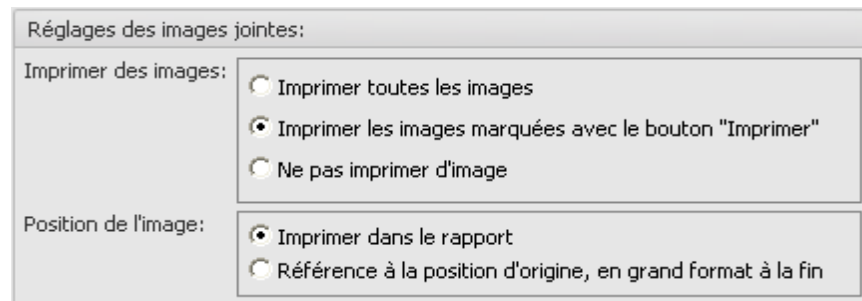 Réglages des images jointes:
Imprimer des images:
Imprimer toutes les images
Imprimer les images marquées avec le bouton "Imprimer"
Ne pas imprimer d'image
Position de l'image:
Imprimer dans le rapport
Référence à la position d'origine, en grand format à la fin